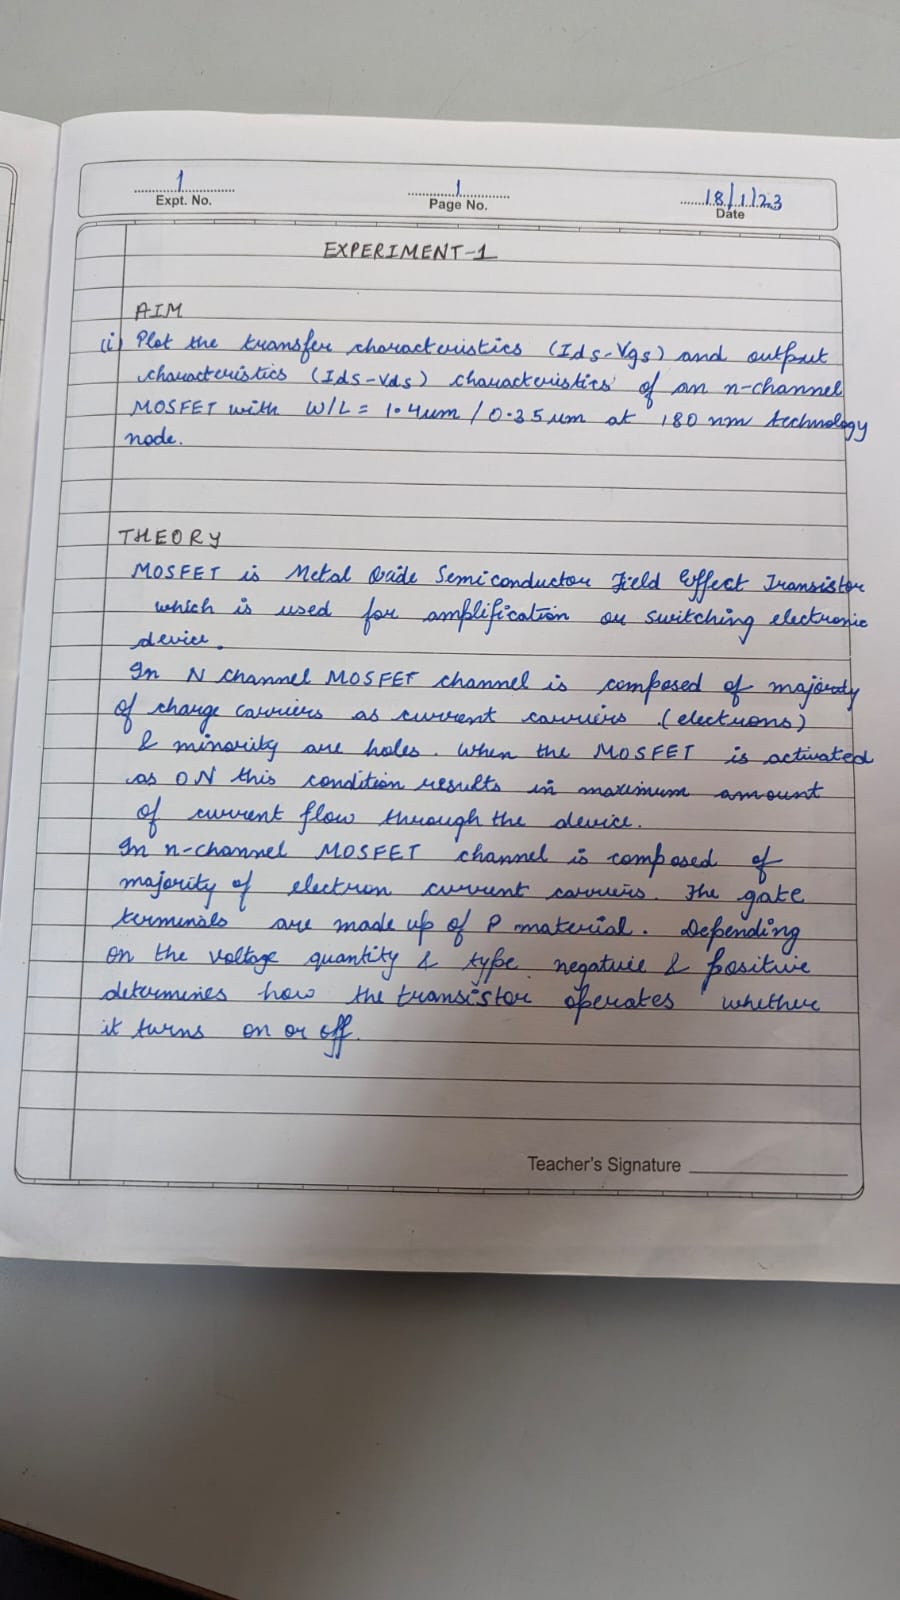 1
Expt. No.
1
Page No.
18/1/23
Date
EXPERIMENT-1
AIM
(i) Plot the transfer characteristics (Ids-Vgs) and output
characteristics (Ids-Vds) characteristics of an n-channel
MOSFET with W/L = 1.4um / 0.35um at 180 nm technology
node.
THEORY
MOSFET is Metal Oxide Semiconductor Field Effect Transistor
which is used for amplification or switching electronic
device.
In N channel MOSFET channel is composed of majority
of charge carriers as current carriers (electrons)
& minority are holes. When the MOSFET is activated
as ON this condition results in maximum amount
of current flow through the device.
In n-channel MOSFET channel is composed of
majority of electron current carriers. The gate
terminals are made up of P material. Depending
on the voltage quantity & type negative & positive
determines how the transistor operates whether
it turns on or off.
Teacher's Signature